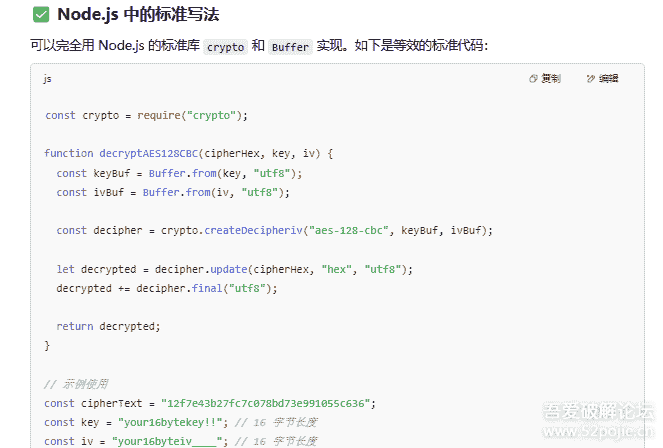 ✅ Node.js 中的标准写法
可以完全用 Node.js 的标准库 crypto 和 Buffer 实现。如下是等效的标准代码：
js 复制 编辑
const crypto = require("crypto");
function decryptAES128CBC(cipherHex, key, iv) {
const keyBuf = Buffer.from(key, "utf8");
const ivBuf = Buffer.from(iv, "utf8");
const decipher = crypto.createDecipheriv("aes-128-cbc", keyBuf, ivBuf);
let decrypted = decipher.update(cipherHex, "hex", "utf8");
decrypted += decipher.final("utf8");
return decrypted;
}
// 示例使用
const cipherText = "12f7e43b27fc7c078bd73e991055c636";
const key = "your16bytekey!!"; // 16 字节长度
const iv = "your16byteiv____"; // 16 字节长度
吾爱破解论坛
www.52pojie.cn